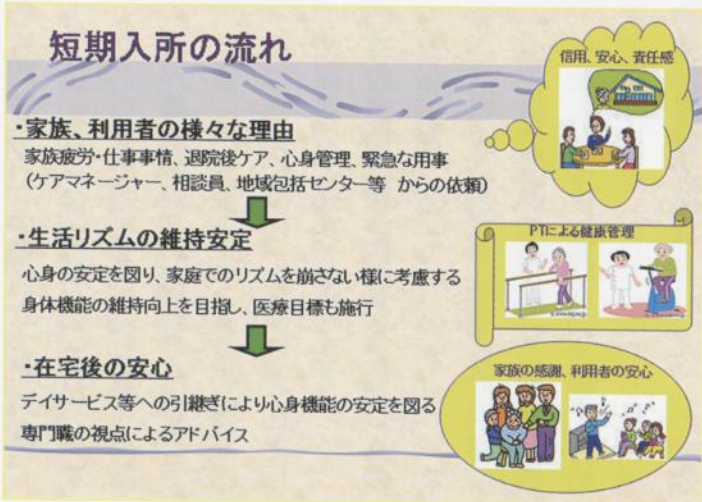 短期入所の流れ
信用、安心、責任感
・家族、利用者の様々な理由
家族疲労・仕事事情、退院後ケア、心身管理、緊急な用事
（ケアマネージャー、相談員、地域包括センター等 からの依頼）
・生活リズムの維持安定
心身の安定を図り、家庭でのリズムを崩さない様に考慮する
身体機能の維持向上を目指し、医療目標も施行
PTによる健康管理
・在宅後の安心
デイサービス等への引継ぎにより心身機能の安定を図る
専門職の視点によるアドバイス
家族の感謝、利用者の安心